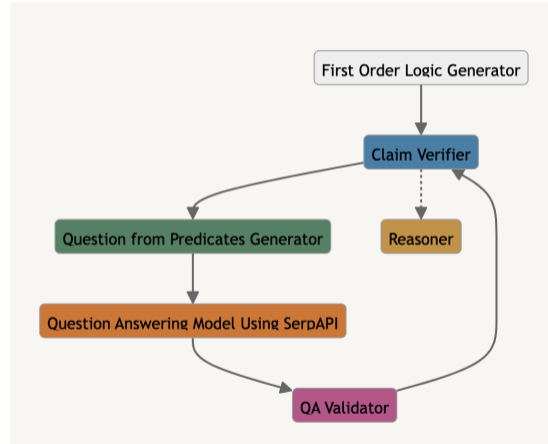 First Order Logic Generator
Claim Verifier
Question from Predicates Generator
Reasoner
Question Answering Model Using SerpAPI
QA Validator